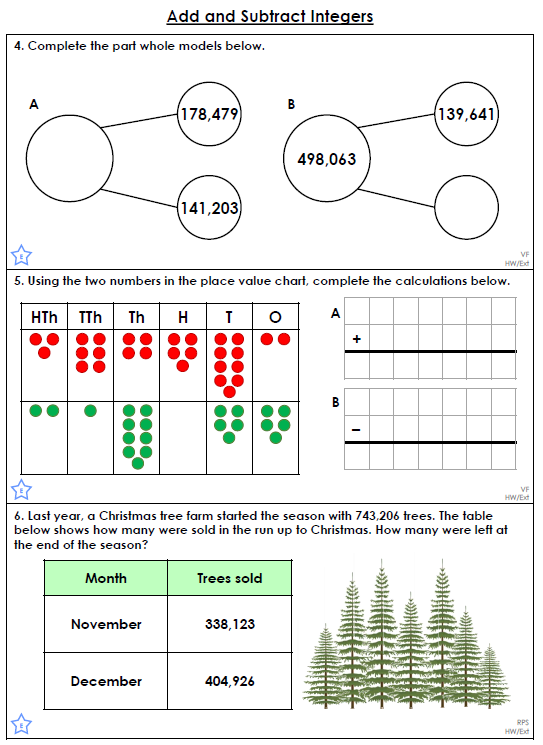 Add and Subtract Integers
4. Complete the part whole models below.
A
178,479
141,203
B
139,641
498,063
E
VF
HW/Ext
5. Using the two numbers in the place value chart, complete the calculations below.
HTh TTh Th H T O
A
+
B
–
E
VF
HW/Ext
6. Last year, a Christmas tree farm started the season with 743,206 trees. The table
below shows how many were sold in the run up to Christmas. How many were left at
the end of the season?
Month Trees sold
November 338,123
December 404,926
E
RPS
HW/Ext